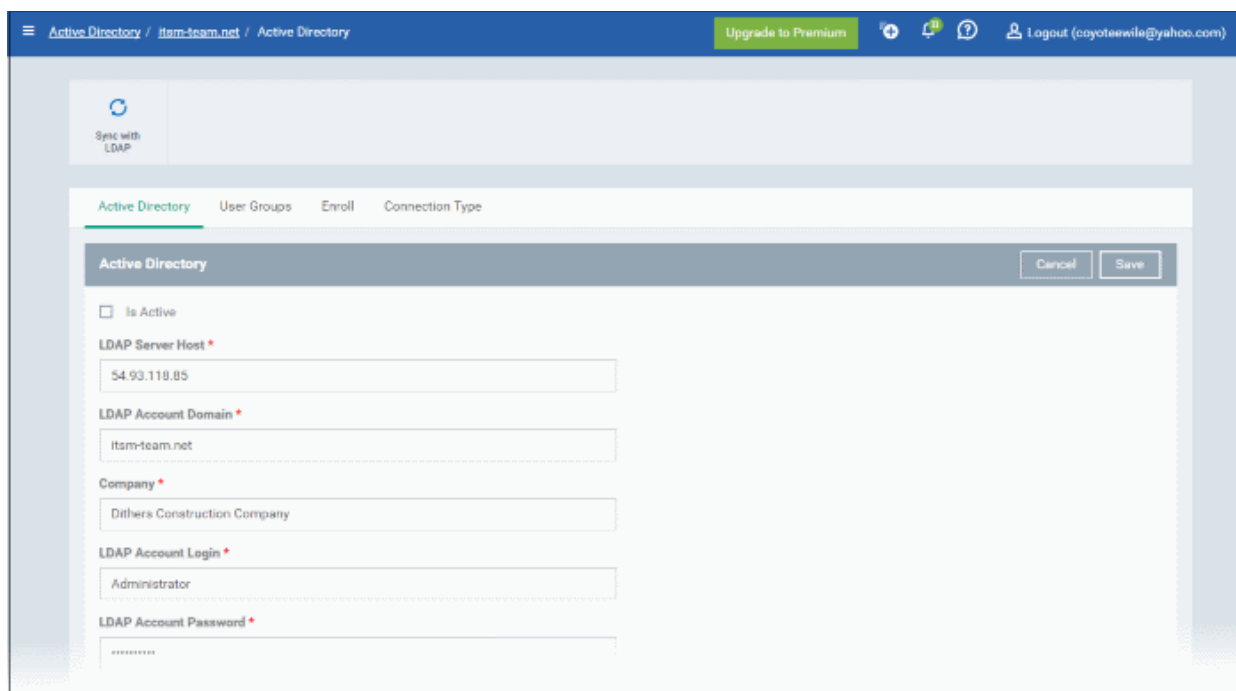 Active Directory / itsm-team.net / Active Directory
Upgrade to Premium
Logout (coyoteewile@yahoo.com)
Sync with
LDAP
Active Directory User Groups Enroll Connection Type
Active Directory
Cancel Save
Is Active
LDAP Server Host *
54.93.118.85
LDAP Account Domain *
itsm-team.net
Company *
Dithers Construction Company
LDAP Account Login *
Administrator
LDAP Account Password *